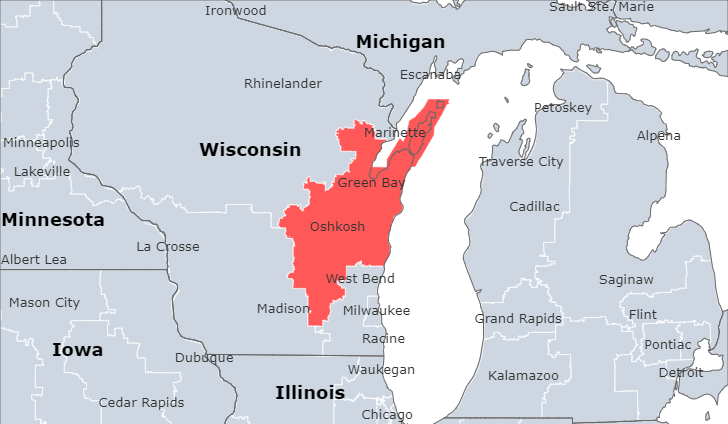 Ironwood
Sault Ste. Marie
Michigan
Escanaba
Rhinelander
Petoskey
Marinette
Alpena
Minneapolis
Wisconsin
Traverse City
Lakeville
Green Bay
Cadillac
Minnesota
Oshkosh
La Crosse
Albert Lea
West Bend
Saginaw
Mason City
Madison
Milwaukee
Grand Rapids
Flint
Racine
Pontiac
Iowa
Dubuque
Waukegan
Kalamazoo
Detroit
Illinois
Cedar Rapids
Chicago